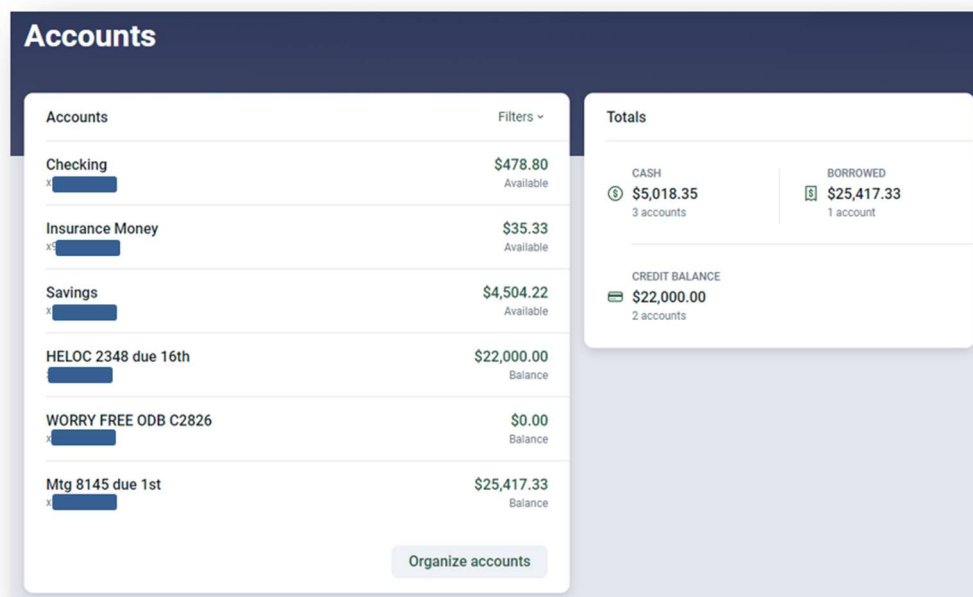 Accounts
Accounts
Filters
Checking
$478.80
x
Available
Insurance Money
$35.33
x9
Available
Savings
$4,504.22
x
Available
HELOC 2348 due 16th
$22,000.00
Balance
WORRY FREE ODB C2826
$0.00
x
Balance
Mtg 8145 due 1st
$25,417.33
x
Balance
Organize accounts
Totals
CASH
$5,018.35
3 accounts
BORROWED
$25,417.33
1 account
CREDIT BALANCE
$22,000.00
2 accounts